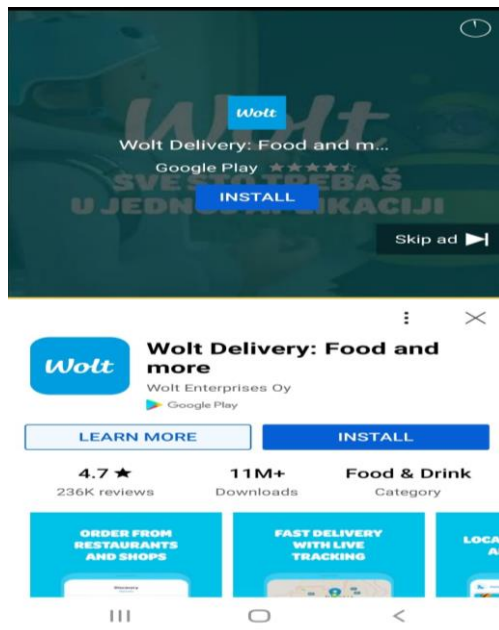 Wolt
Wolt
Wolt Delivery: Food and m...
Google Play
SVE ŠTO TREBAŠ
U JEDNOJ APLIKACIJI
INSTALL
Skip ad
Wolt
Wolt Delivery: Food and
more
Wolt Enterprises Oy
Google Play
LEARN MORE
INSTALL
4.7 ★
11M+
Food & Drink
236K reviews
Downloads
Category
ORDER FROM
RESTAURANTS
AND SHOPS
FAST DELIVERY
WITH LIVE
TRACKING
LOCA